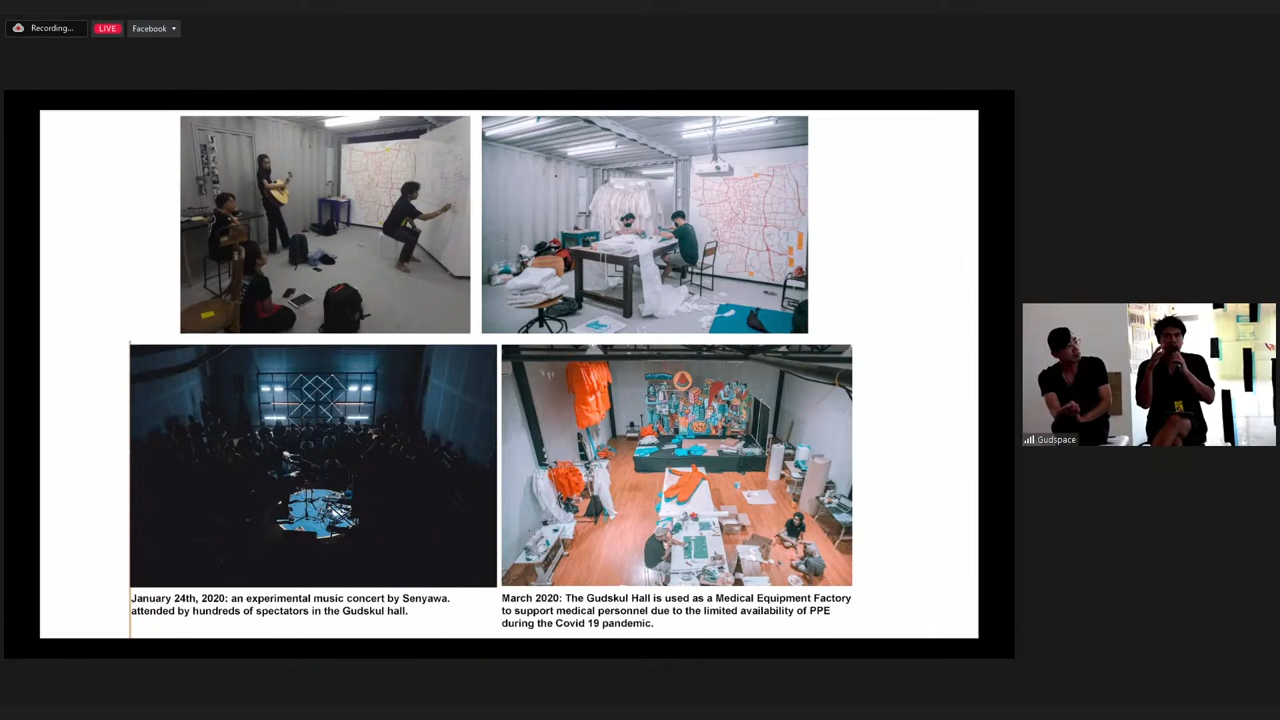 Recording...
LIVE
Facebook
January 24th, 2020: an experimental music concert by Senyawa.
attended by hundreds of spectators in the Gudskul hall.
March 2020: The Gudskul Hall is used as a Medical Equipment Factory
to support medical personnel due to the limited availability of PPE
during the Covid 19 pandemic.
Gudspace